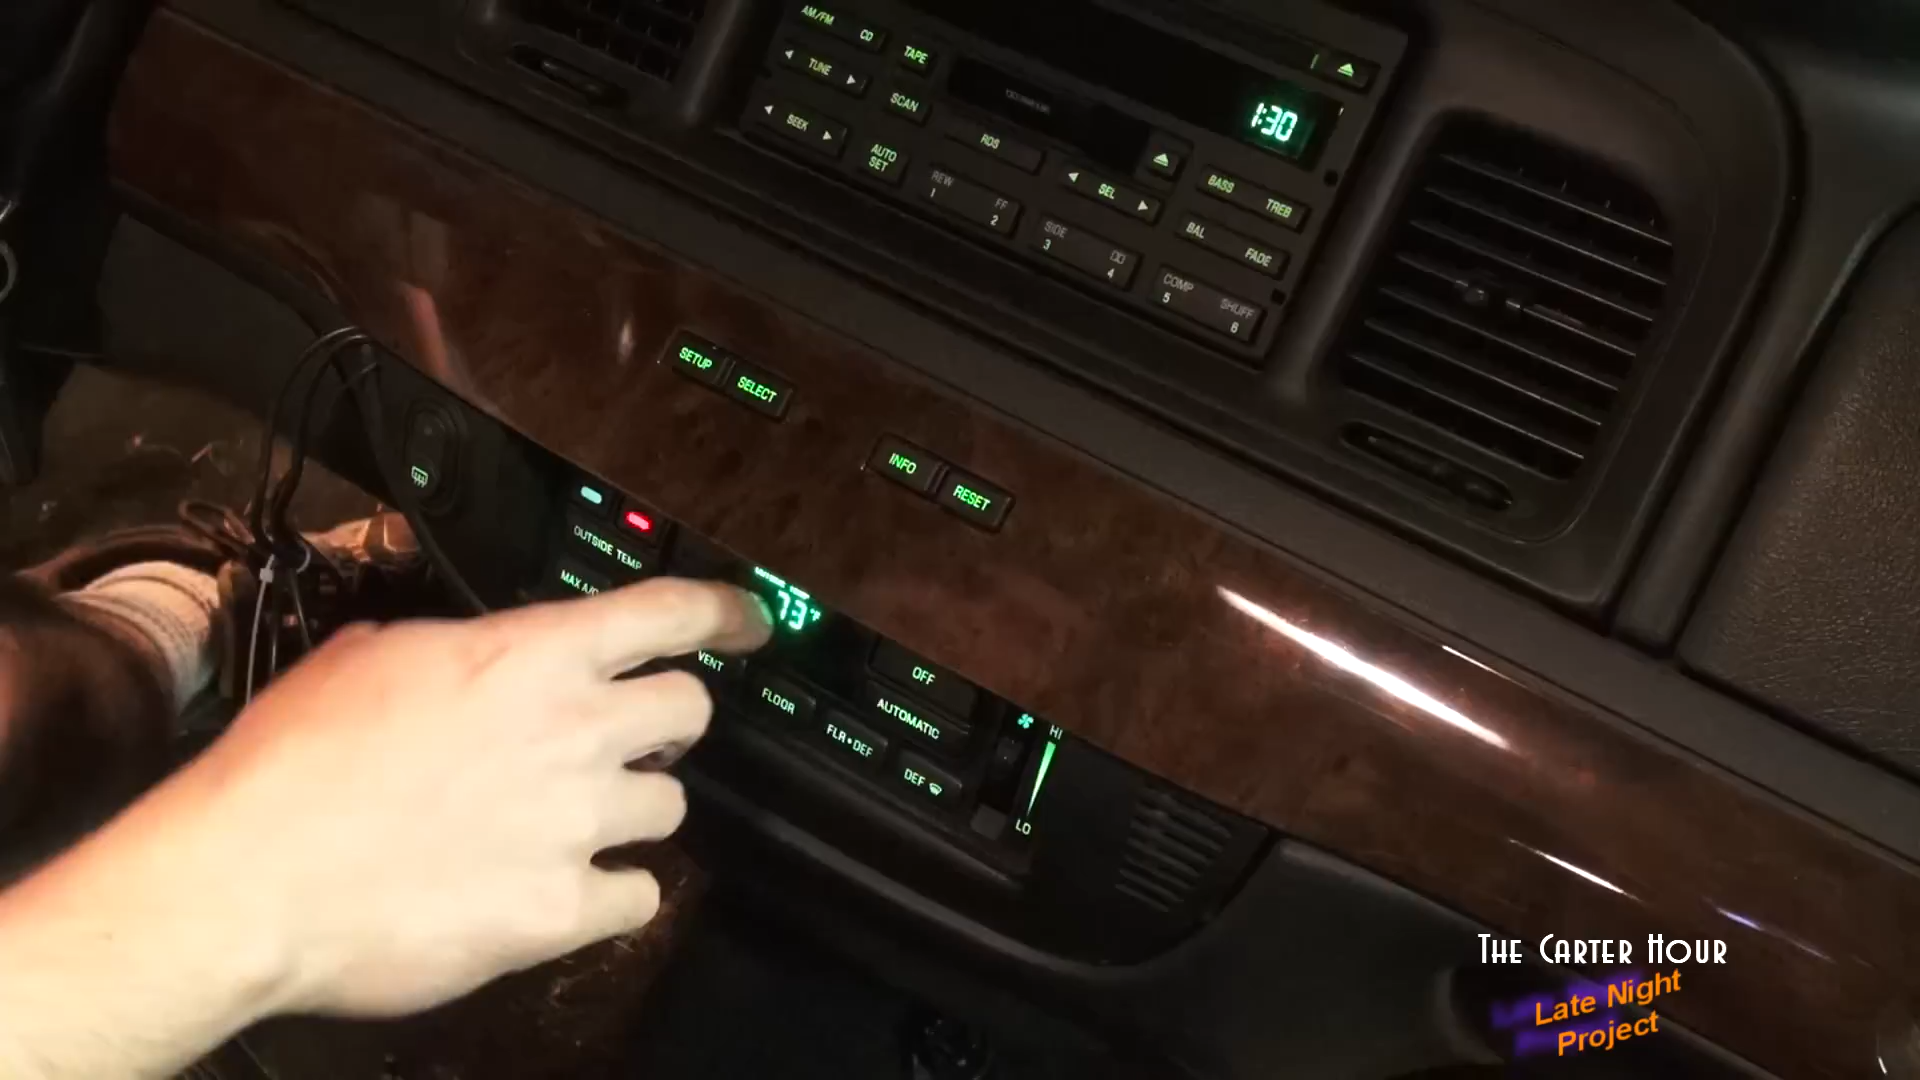 AM/FM
CD
TAPE
TUNE
SCAN
SEEK
AUTO
SET
1:30
RDS
REW
1
FF
2
SEL
SIDE
3
DD
4
BASS
TREB
BAL
FADE
COMP
5
SHUFF
6
SETUP
SELECT
INFO
RESET
OUTSIDE TEMP
MAX A/C
73°F
VENT
OFF
FLOOR
AUTOMATIC
FLR•DEF
DEF
HI
LO
THE CARTER HOUR
Late Night
Project